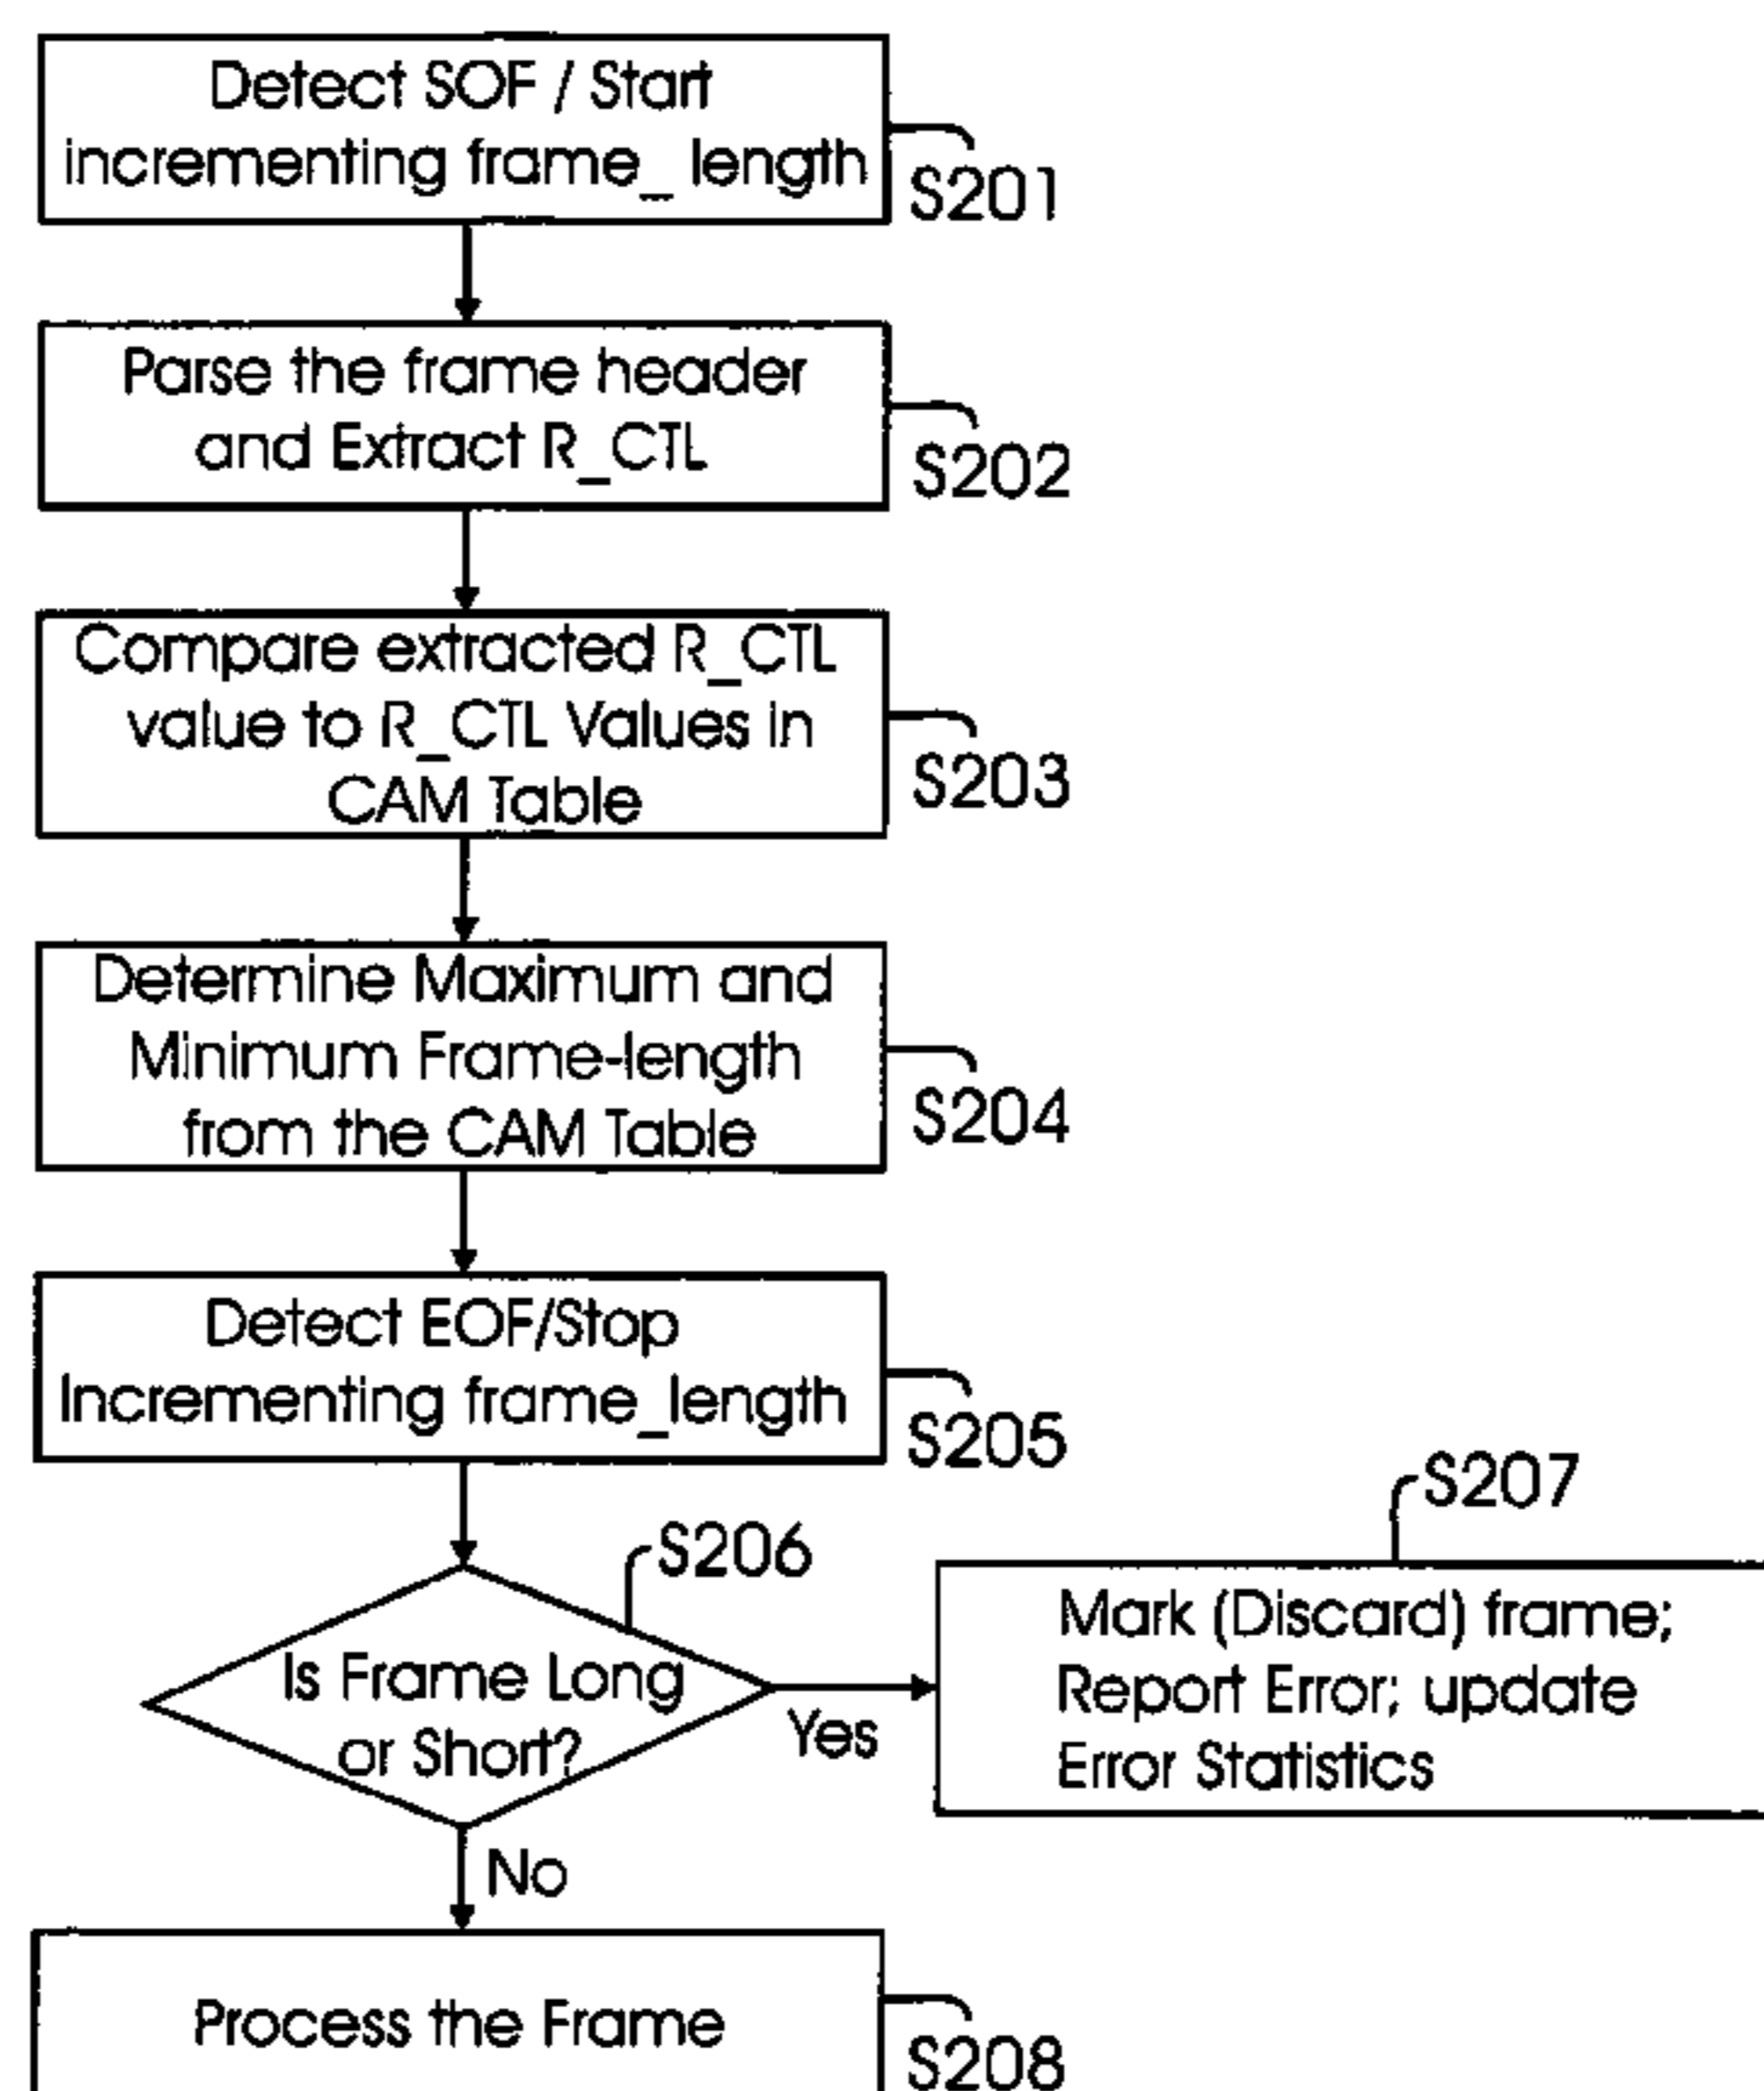 Detect SOF / Start
incrementing frame_ length
S201
Parse the frame header
and Extract R_CTL
S202
Compare extracted R_CTL
value to R_CTL Values in
CAM Table
S203
Determine Maximum and
Minimum Frame-length
from the CAM Table
S204
Detect EOF/Stop
Incrementing frame_length
S205
S206
Is Frame Long
or Short?
Yes
S207
Mark (Discard) frame;
Report Error; update
Error Statistics
No
Process the Frame
S208